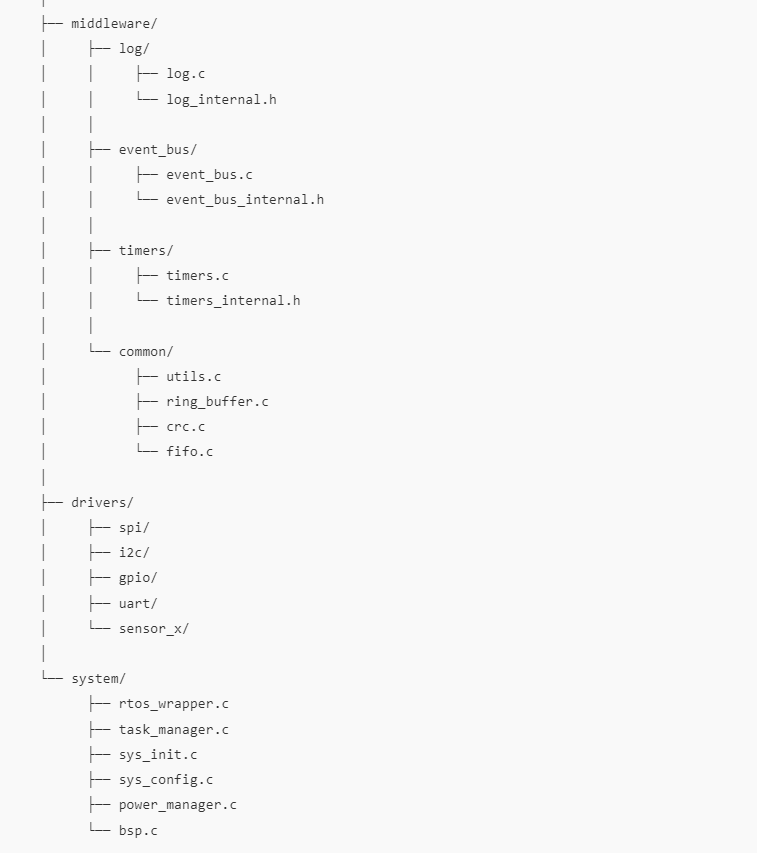 ├── middleware/
│     ├── log/
│     │     ├── log.c
│     │     └── log_internal.h
│     │
│     ├── event_bus/
│     │     ├── event_bus.c
│     │     └── event_bus_internal.h
│     │
│     ├── timers/
│     │     ├── timers.c
│     │     └── timers_internal.h
│     │
│     └── common/
│           ├── utils.c
│           ├── ring_buffer.c
│           ├── crc.c
│           └── fifo.c
│
├── drivers/
│     ├── spi/
│     ├── i2c/
│     ├── gpio/
│     ├── uart/
│     └── sensor_x/
│
└── system/
      ├── rtos_wrapper.c
      ├── task_manager.c
      ├── sys_init.c
      ├── sys_config.c
      ├── power_manager.c
      └── bsp.c